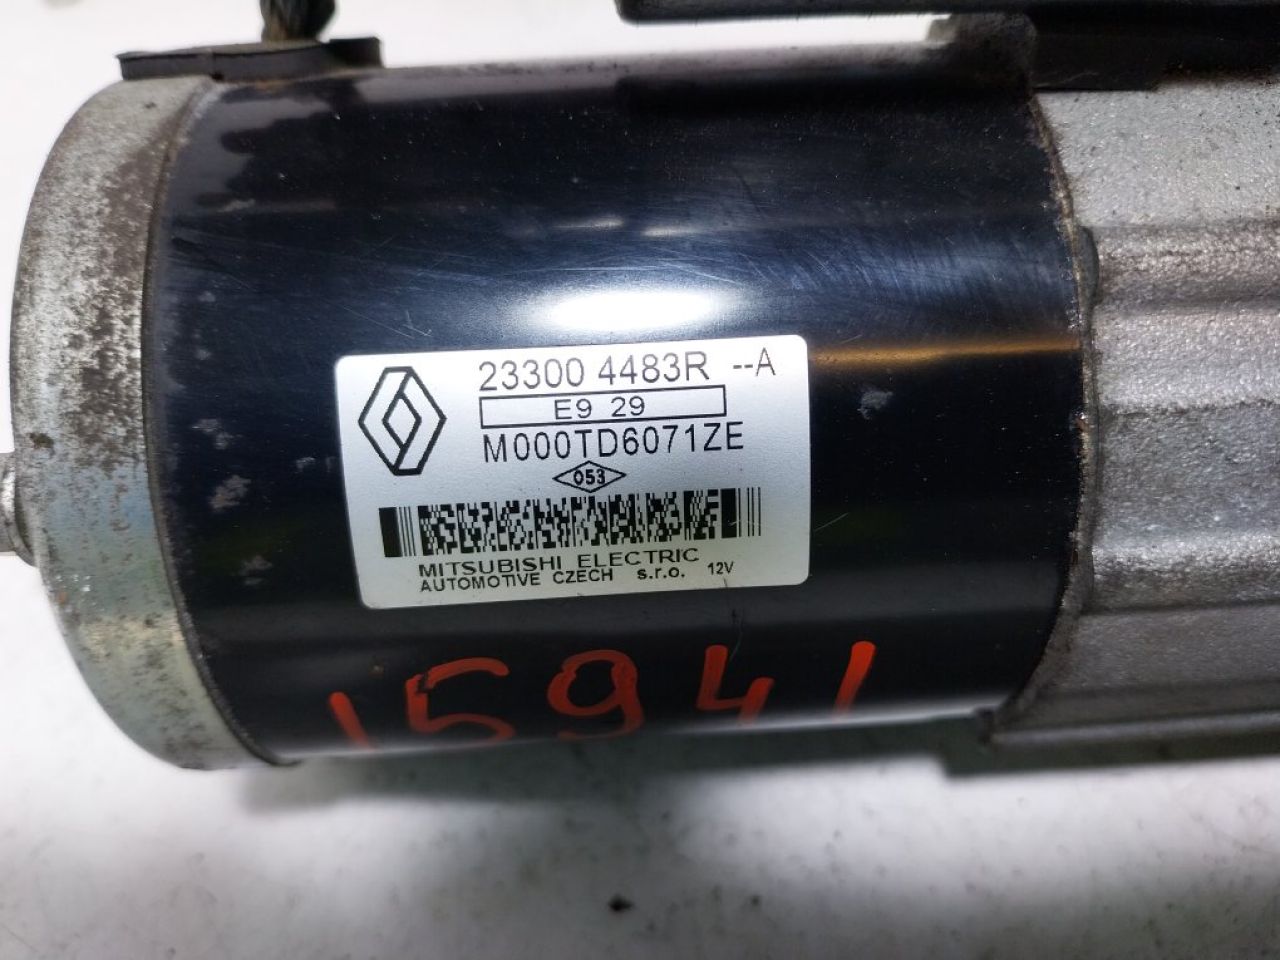 23300 4483R --A
E9 29
M000TD6071ZE
053
MITSUBISHI ELECTRIC
AUTOMOTIVE CZECH s.r.o. 12V
15941